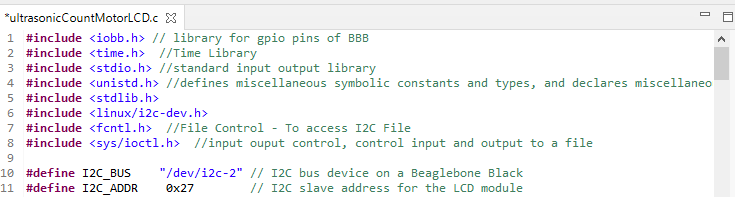 *ultrasonicCountMotorLCD.c
1 #include <iobb.h> // library for gpio pins of BBB
2 #include <time.h>  //Time Library
3 #include <stdio.h> //standard input output library
4 #include <unistd.h> //defines miscellaneous symbolic constants and types, and declares miscellaneo
5 #include <stdlib.h>
6 #include <linux/i2c-dev.h>
7 #include <fcntl.h>  //File Control - To access I2C File
8 #include <sys/ioctl.h>  //input ouput control, control input and output to a file
9
10 #define I2C_BUS    "/dev/i2c-2" // I2C bus device on a Beaglebone Black
11 #define I2C_ADDR    0x27        // I2C slave address for the LCD module